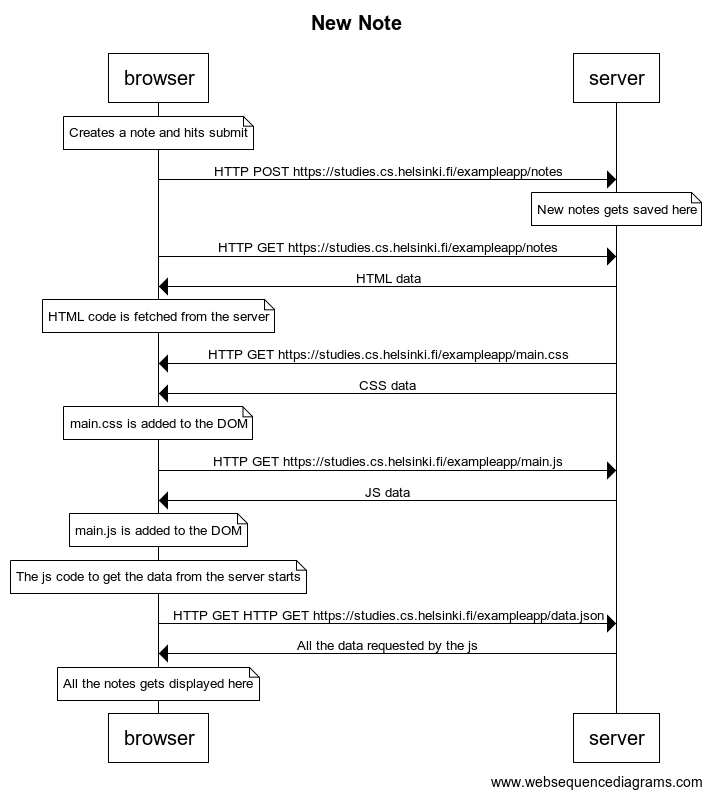 New Note
browser
server
Creates a note and hits submit
HTTP POST https://studies.cs.helsinki.fi/exampleapp/notes
New notes gets saved here
HTTP GET https://studies.cs.helsinki.fi/exampleapp/notes
HTML data
HTML code is fetched from the server
HTTP GET https://studies.cs.helsinki.fi/exampleapp/main.css
CSS data
main.css is added to the DOM
HTTP GET https://studies.cs.helsinki.fi/exampleapp/main.js
JS data
main.js is added to the DOM
The js code to get the data from the server starts
HTTP GET HTTP GET https://studies.cs.helsinki.fi/exampleapp/data.json
All the data requested by the js
All the notes gets displayed here
browser
server
www.websequencediagrams.com